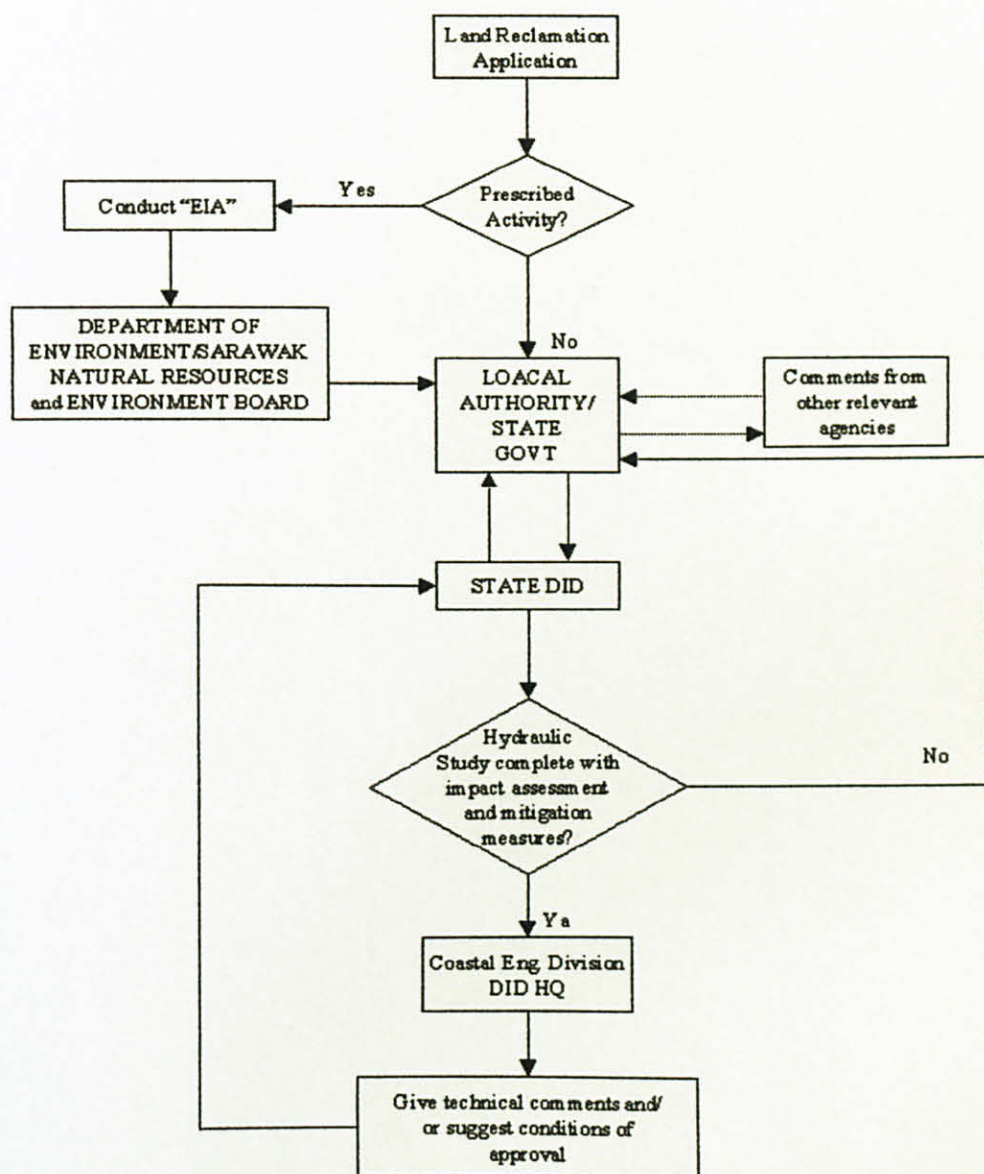 Land Reclamation
Application
Prescribed
Activity?
Yes
Conduct "EIA"
DEPARTMENT OF
ENVIRONMENT/SARAWAK
NATURAL RESOURCES
and ENVIRONMENT BOARD
No
LOACAL
AUTHORITY/
STATE
GOVT
Comments from
other relevant
agencies
STATE DID
Hydraulic
Study complete with
impact assessment
and mitigation
measures?
No
Ya
Coastal Eng. Division
DID HQ
Give technical comments and/
or suggest conditions of
approval